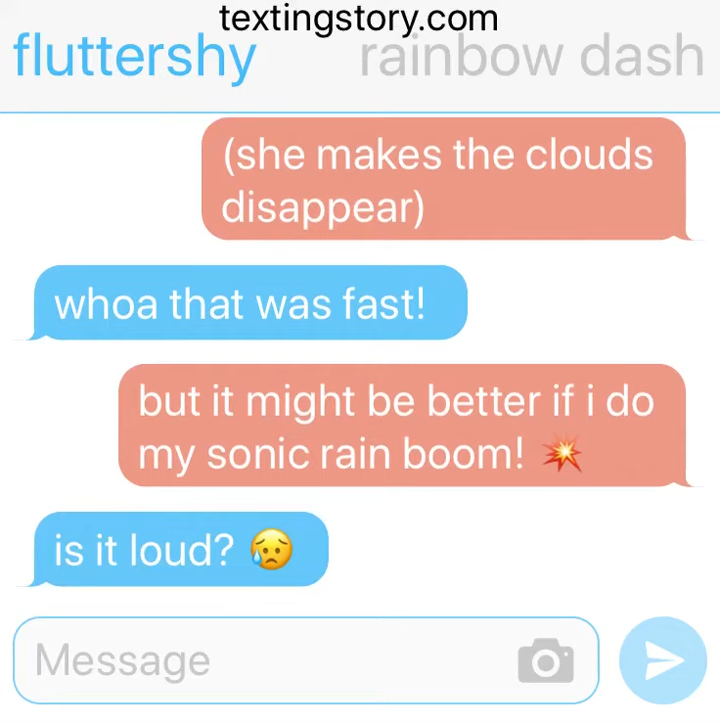 textingstory.com
fluttershy rainbow dash
(she makes the clouds
disappear)
whoa that was fast!
but it might be better if i do
my sonic rain boom! 💥
is it loud? 😥
Message